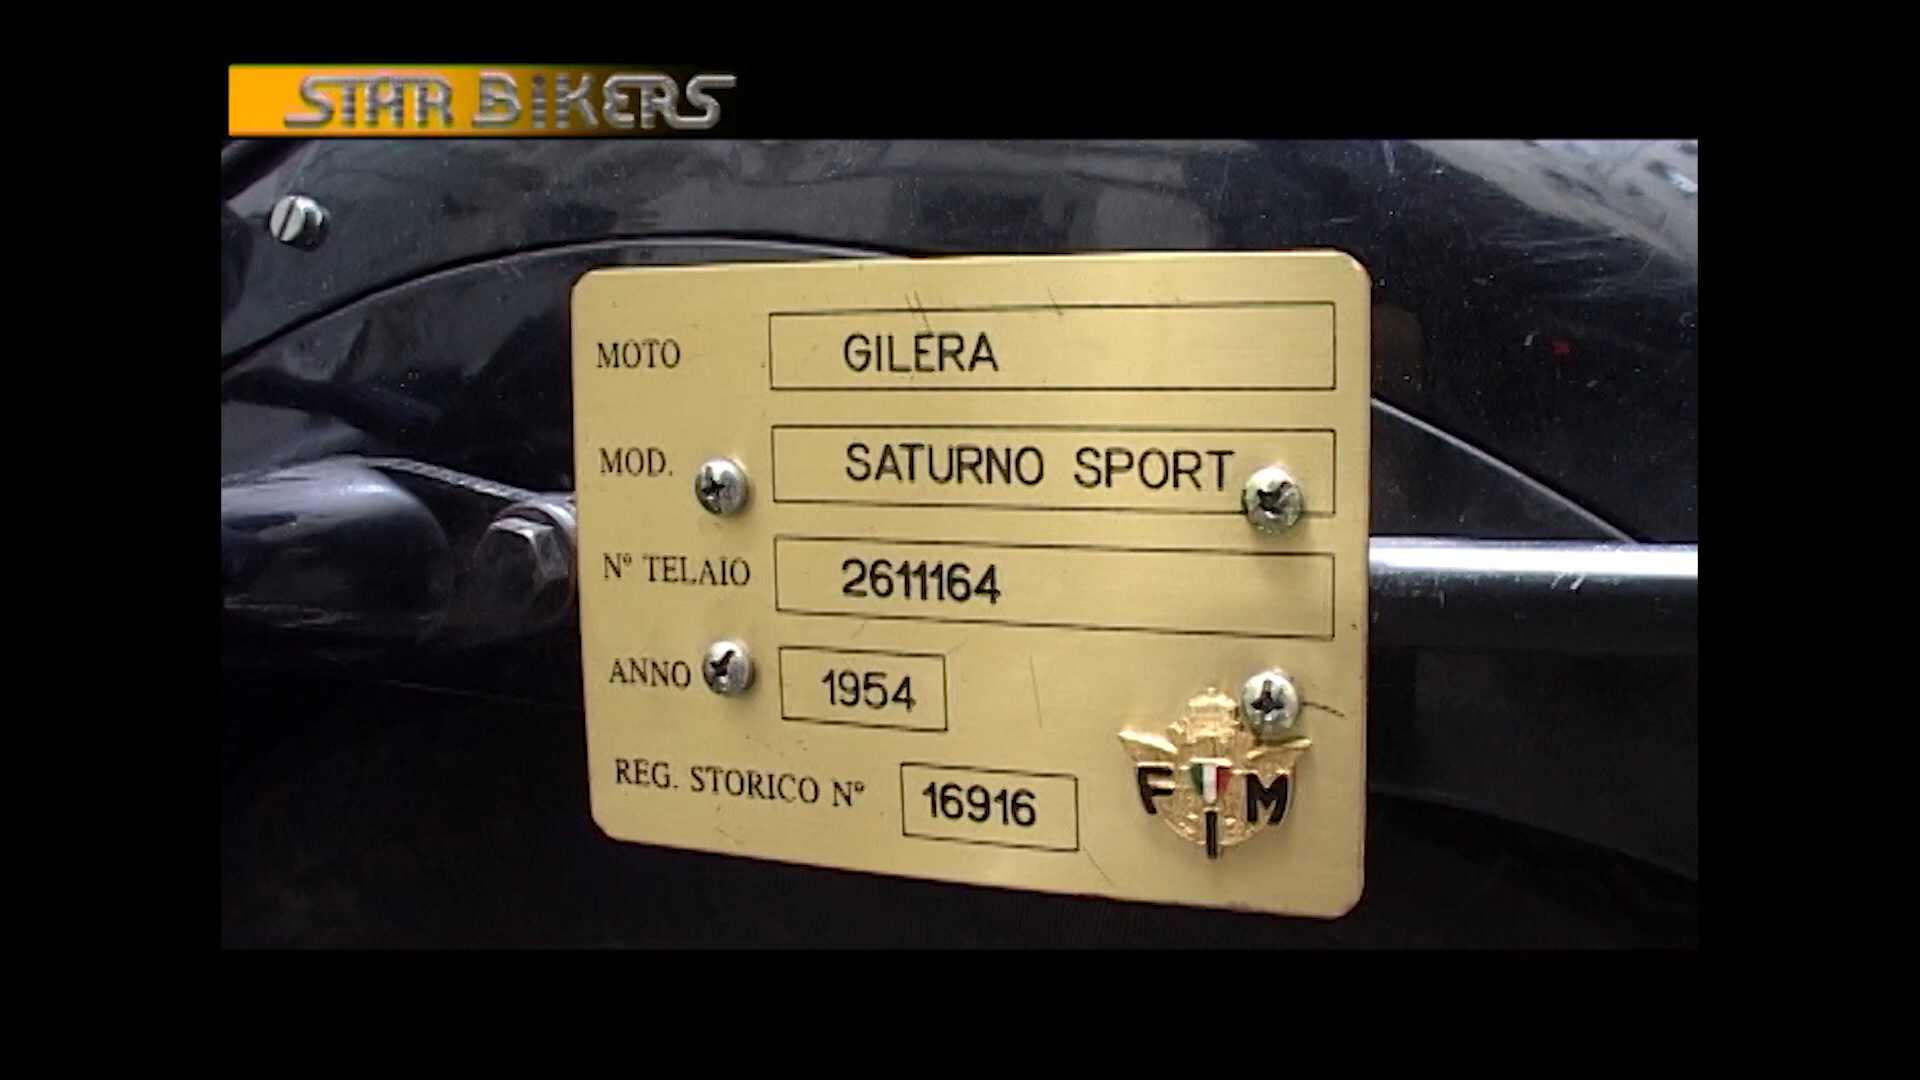 STAR BIKERS
MOTO GILERA
MOD. SATURNO SPORT
N° TELAIO 2611164
ANNO 1954
REG. STORICO N° 16916
FMI